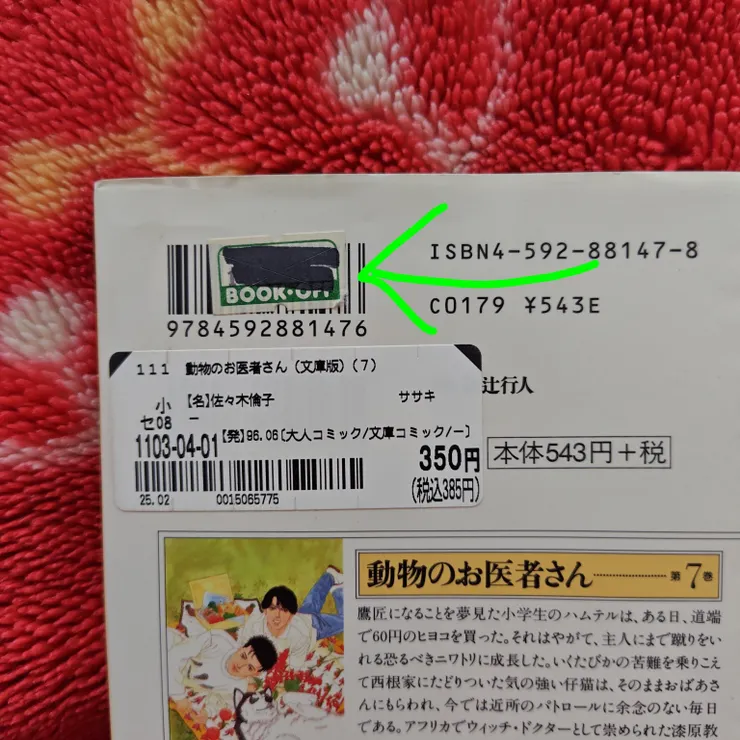 ISBN4-592-88147-8
BOOK・OFF
9784592881476
C0179 ¥543E
111 動物のお医者さん（文庫版）（7）
小 【名】佐々木倫子 ササキ
セ08 ー
1103-04-01 【発】96.06〔大人コミック/文庫コミック/ー〕
350円
(税込385円)
25.02 0015065775
辻行人
本体543円＋税
動物のお医者さん 第7巻
鷹匠になることを夢見た小学生のハムテルは、ある日、道端
で60円のヒヨコを買った。それはやがて、主人にまで蹴りをい
れる恐るべきニワトリに成長した。いくたびかの苦難を乗りこえ
て西根家にたどりついた気の強い仔猫は、そのままおばあさ
んにもらわれ、今では近所のパトロールに余念のない毎日
である。アフリカでウィッチ・ドクターとして崇められた漆原教